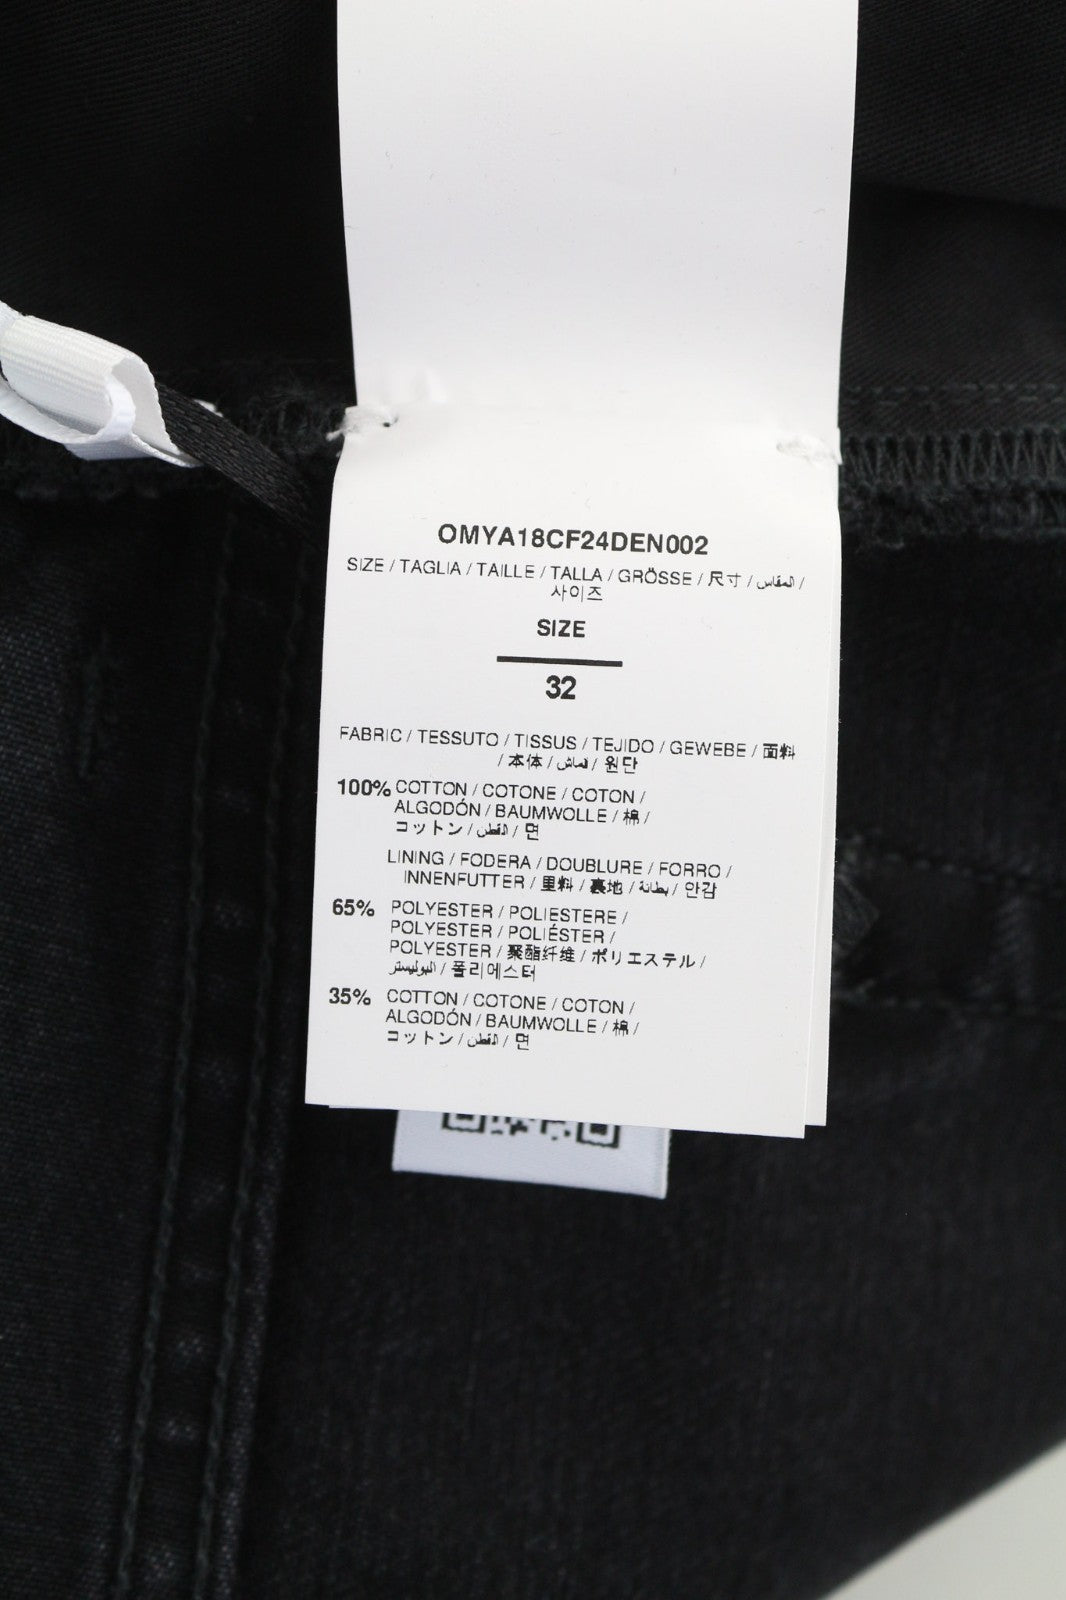 OMYA18CF24DEN002
SIZE / TAGLIA / TAILLE / TALLA / GRÖSSE / 尺寸 / المقاس /
사이즈
SIZE
32
FABRIC / TESSUTO / TISSUS / TEJIDO / GEWEBE / 面料
/ 本体 / قماش / 원단
100% COTTON / COTONE / COTON /
ALGODÓN / BAUMWOLLE / 棉 /
コットン / القطن / 면
LINING / FODERA / DOUBLURE / FORRO /
INNENFUTTER / 里料 / 裏地 / بطانة / 안감
65% POLYESTER / POLIESTERE /
POLYESTER / POLIÉSTER /
POLYESTER / 聚酯纤维 / ポリエステル /
البوليستر / 폴리에스터
35% COTTON / COTONE / COTON /
ALGODÓN / BAUMWOLLE / 棉 /
コットン / القطن / 면